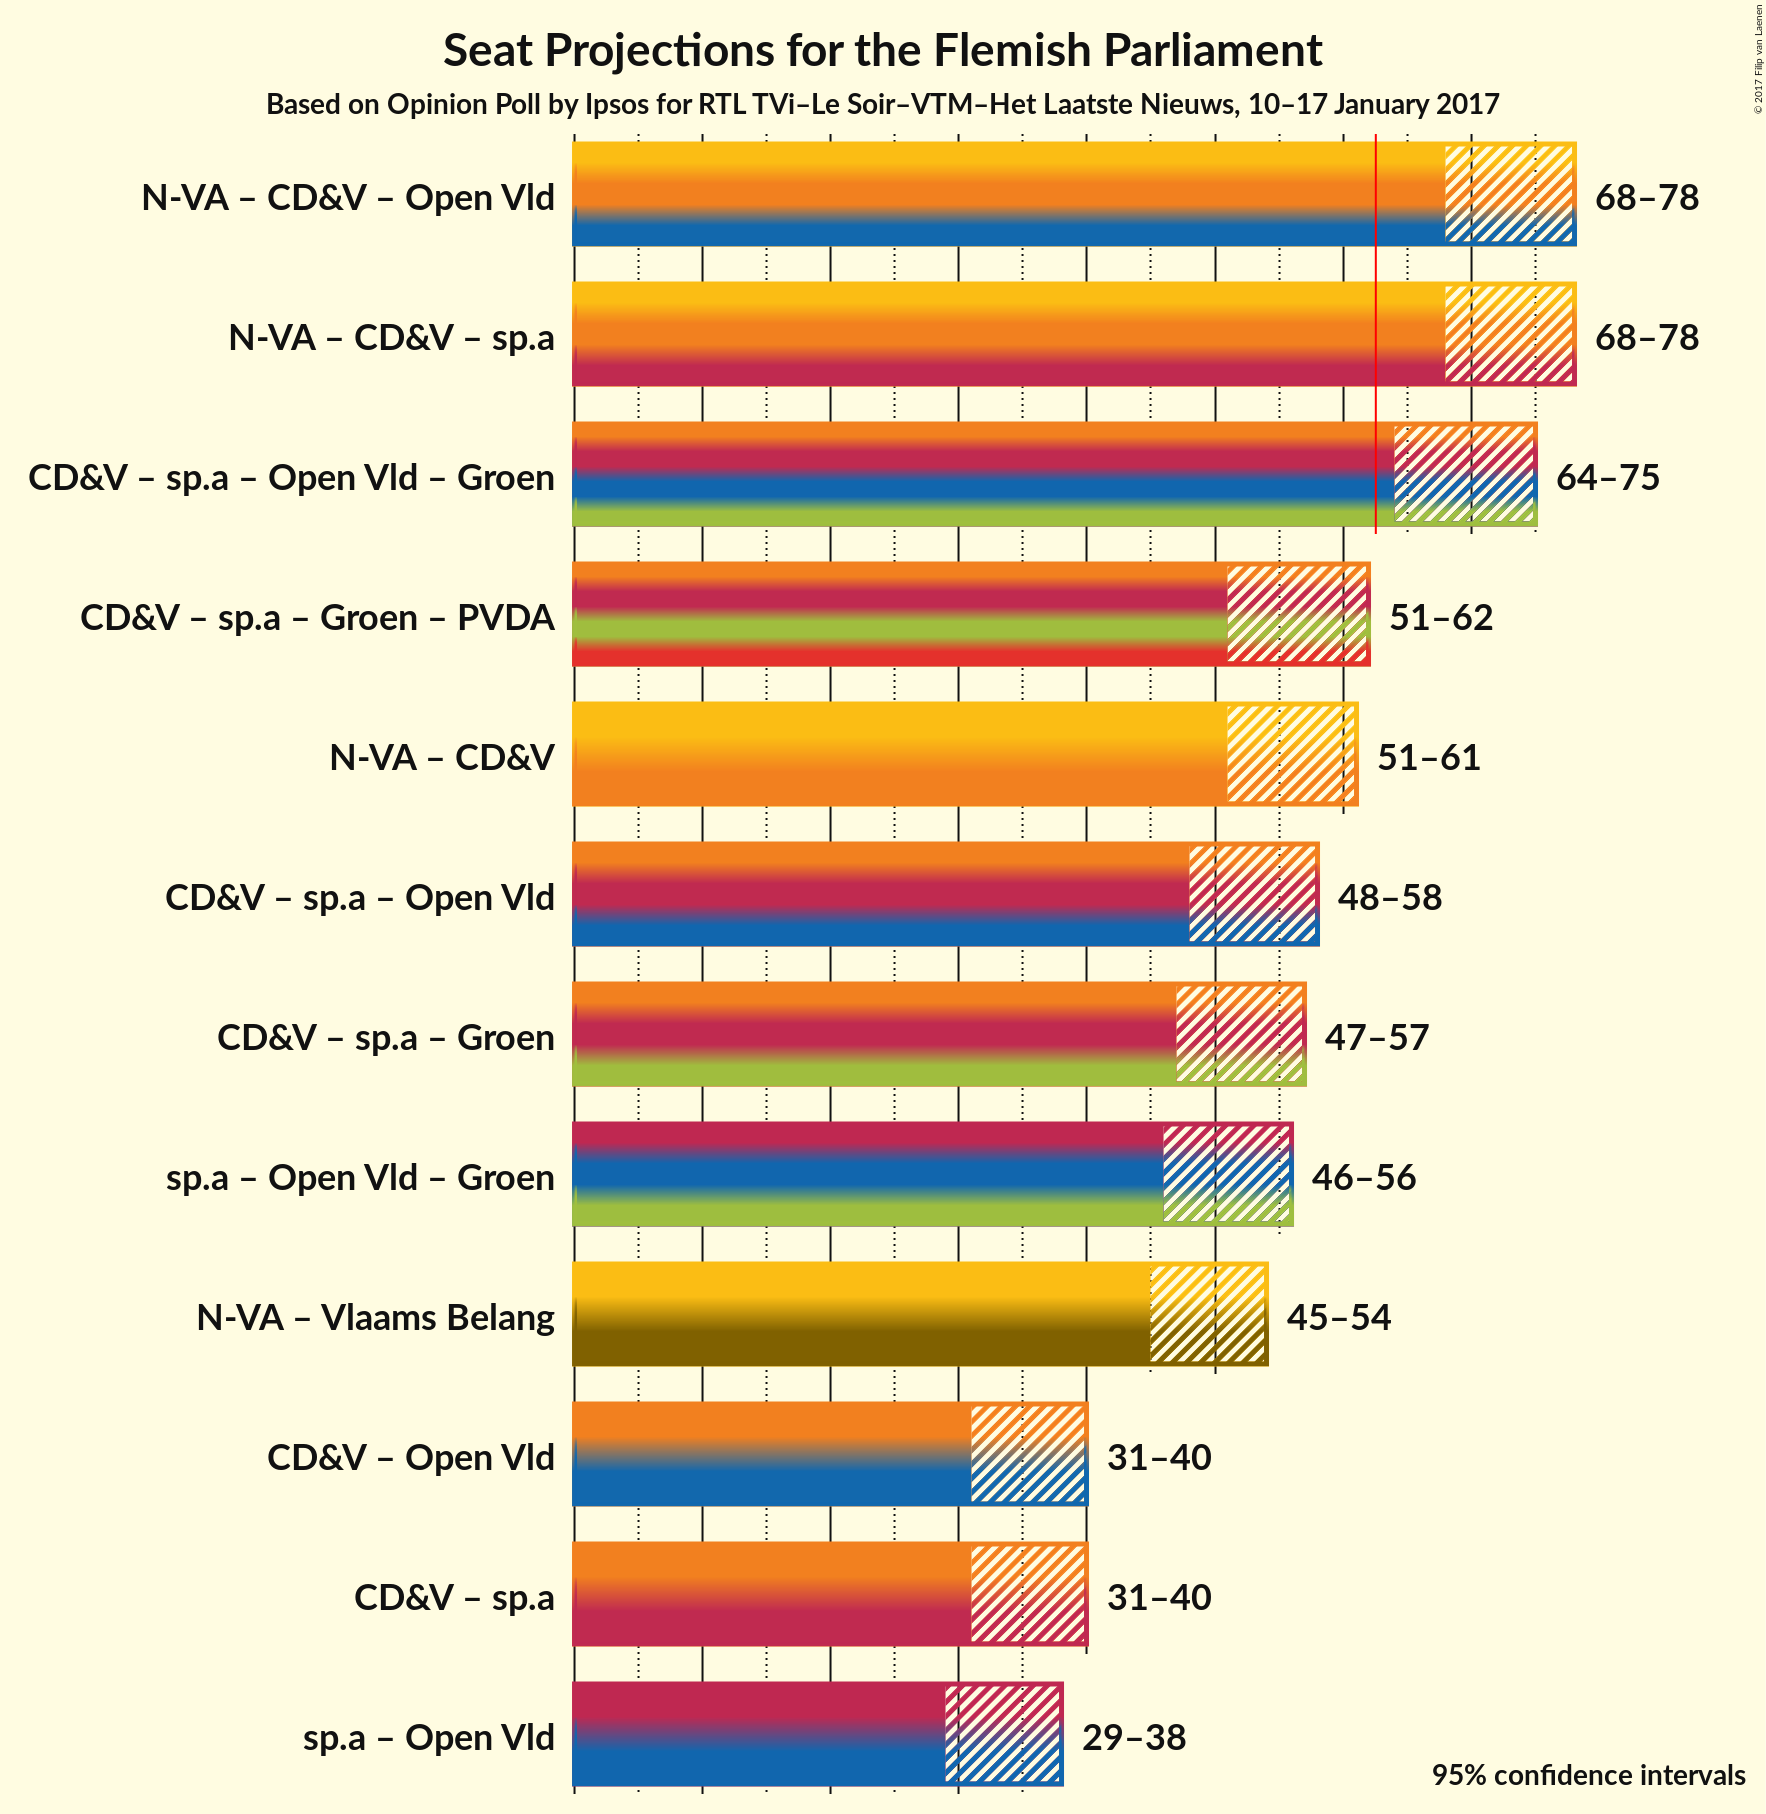 Seat Projections for the Flemish Parliament
Based on Opinion Poll by Ipsos for RTL TVi–Le Soir–VTM–Het Laatste Nieuws, 10–17 January 2017
© 2017 Filip van Laenen
N-VA – CD&V – Open Vld 68–78
N-VA – CD&V – sp.a 68–78
CD&V – sp.a – Open Vld – Groen 64–75
CD&V – sp.a – Groen – PVDA 51–62
N-VA – CD&V 51–61
CD&V – sp.a – Open Vld 48–58
CD&V – sp.a – Groen 47–57
sp.a – Open Vld – Groen 46–56
N-VA – Vlaams Belang 45–54
CD&V – Open Vld 31–40
CD&V – sp.a 31–40
sp.a – Open Vld 29–38
95% confidence intervals